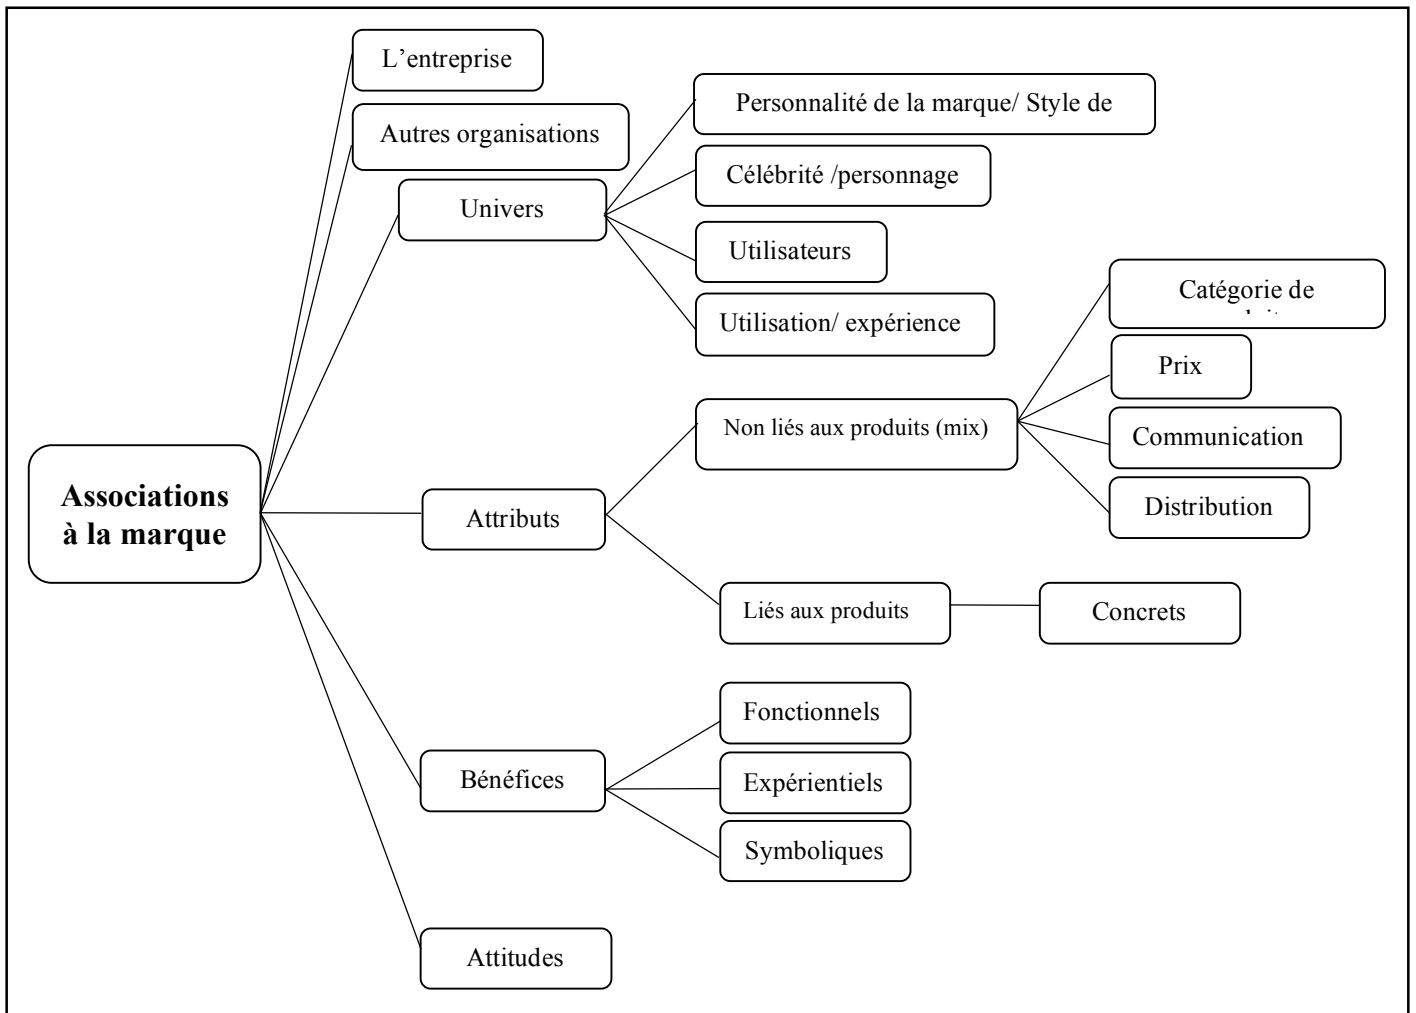 L'entreprise
Autres organisations
Univers
Personnalité de la marque/ Style de
Célébrité /personnage
Utilisateurs
Utilisation/ expérience
Catégorie de
Prix
Communication
Distribution
Non liés aux produits (mix)
Associations
à la marque
Attributs
Liés aux produits
Concrets
Fonctionnels
Bénéfices
Expérientiels
Symboliques
Attitudes